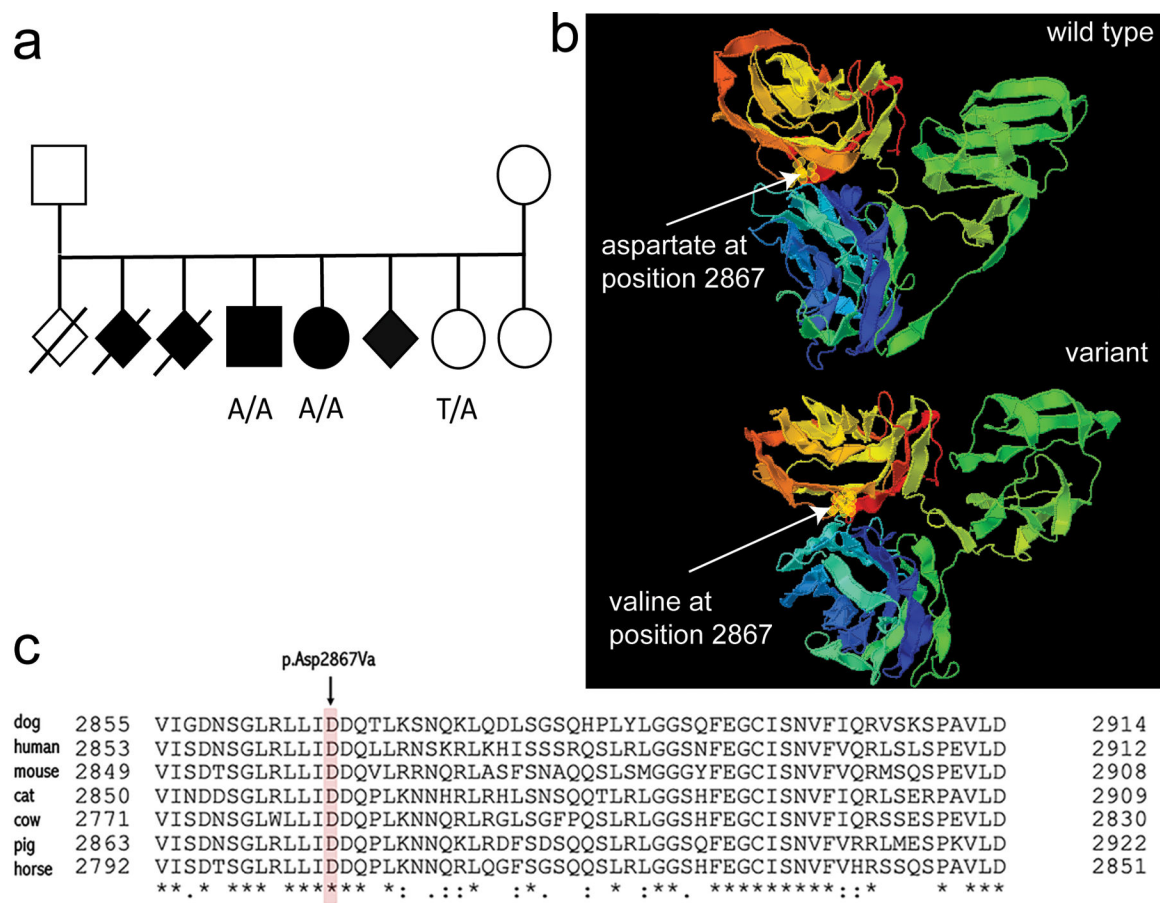 a
A/A A/A T/A
b
wild type
aspartate at
position 2867
variant
valine at
position 2867
c
p.Asp2867Va
dog 2855 VIGDNSGLRLLIDDQTLKSNQKLQDLSGSQHPLYLGGSQFEGCISNVFIQRVSKSPAVLD 2914
human 2853 VISDNSGLRLLIDDQLLRNSKRLKHISSSRQSLRLGGSNFEGCISNVFVQRLSLSPEVLD 2912
mouse 2849 VISDTSGLRLLIDDQVLRRNQRLASFSNAQQSLSMGGGYFEGCISNVFVQRMSQSPEVLD 2908
cat 2850 VINDDSGLRLLIDDQPLKNNHRLRHLSNSQQTLRLGGSHFEGCISNVFIQRLSERPAVLD 2909
cow 2771 VISDNSGLWLLIDDQPLKNNQRLRGLSGFPQSLRLGGSHFEGCISNVFIQRSSESPAVLD 2830
pig 2863 VISDNSGLRLLIDDQPLKNNQRLRDFSDSQQSLRLGGSHFEGCISNVFVRRLMESPKVLD 2922
horse 2792 VISDTSGLRLLIDDQPLKNNQRLQGFSGSQQSLRLGGSHFEGCISNVFVHRSSQSPAVLD 2851
**.* *** ****** *: .:: * :. : :. * :**. *********::* * ***